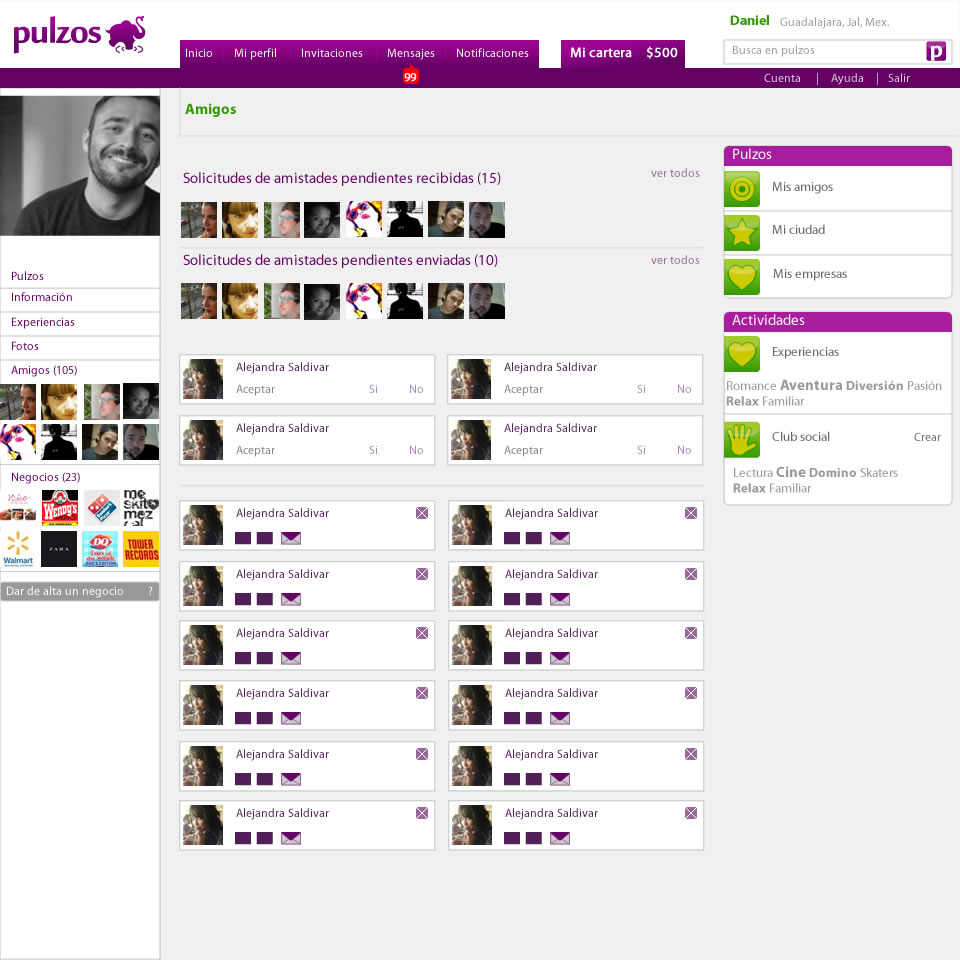 pulzos
Daniel Guadalajara, Jal, Mex.
Inicio Mi perfil Invitaciones Mensajes Notificaciones
Mi cartera $500
Busca en pulzos
p
99
Cuenta | Ayuda | Salir
Amigos
Solicitudes de amistades pendientes recibidas (15)
ver todos
Solicitudes de amistades pendientes enviadas (10)
ver todos
Pulzos
Información
Experiencias
Fotos
Amigos (105)
Negocios (23)
Wendy's
Domino's Pizza
me
skito
mez
cal
Walmart
ZARA
DQ
TOWER
RECORDS
Dar de alta un negocio ?
Alejandra Saldivar
Aceptar Si No
Alejandra Saldivar
Aceptar Si No
Alejandra Saldivar
Aceptar Si No
Alejandra Saldivar
Aceptar Si No
Alejandra Saldivar
Alejandra Saldivar
Alejandra Saldivar
Alejandra Saldivar
Alejandra Saldivar
Alejandra Saldivar
Alejandra Saldivar
Alejandra Saldivar
Alejandra Saldivar
Alejandra Saldivar
Alejandra Saldivar
Alejandra Saldivar
Pulzos
Mis amigos
Mi ciudad
Mis empresas
Actividades
Experiencias
Romance Aventura Diversión Pasión
Relax Familiar
Club social Crear
Lectura Cine Domino Skaters
Relax Familiar